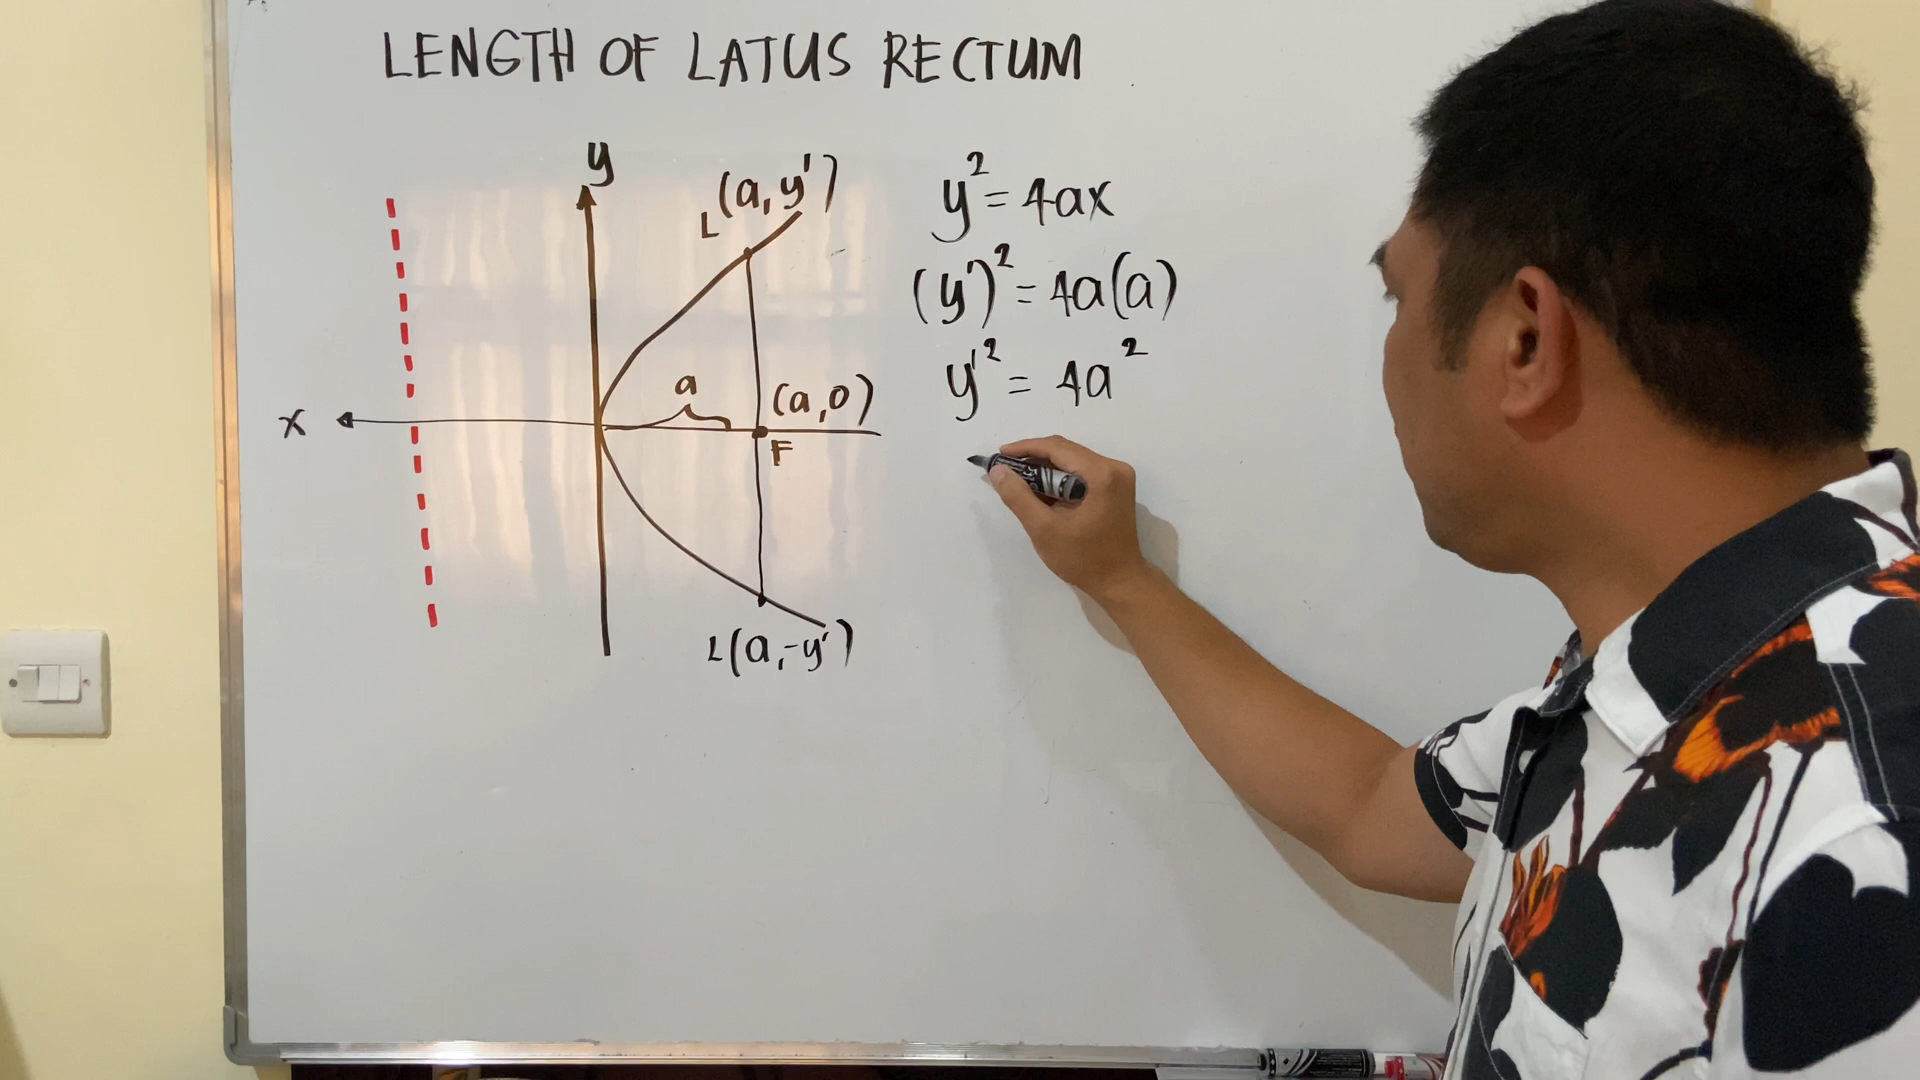 LENGTH OF LATUS RECTUM
y
L(a, y')
a
(a, 0)
x
F
L(a, -y')
y² = 4ax
(y')² = 4a(a)
y'² = 4a²